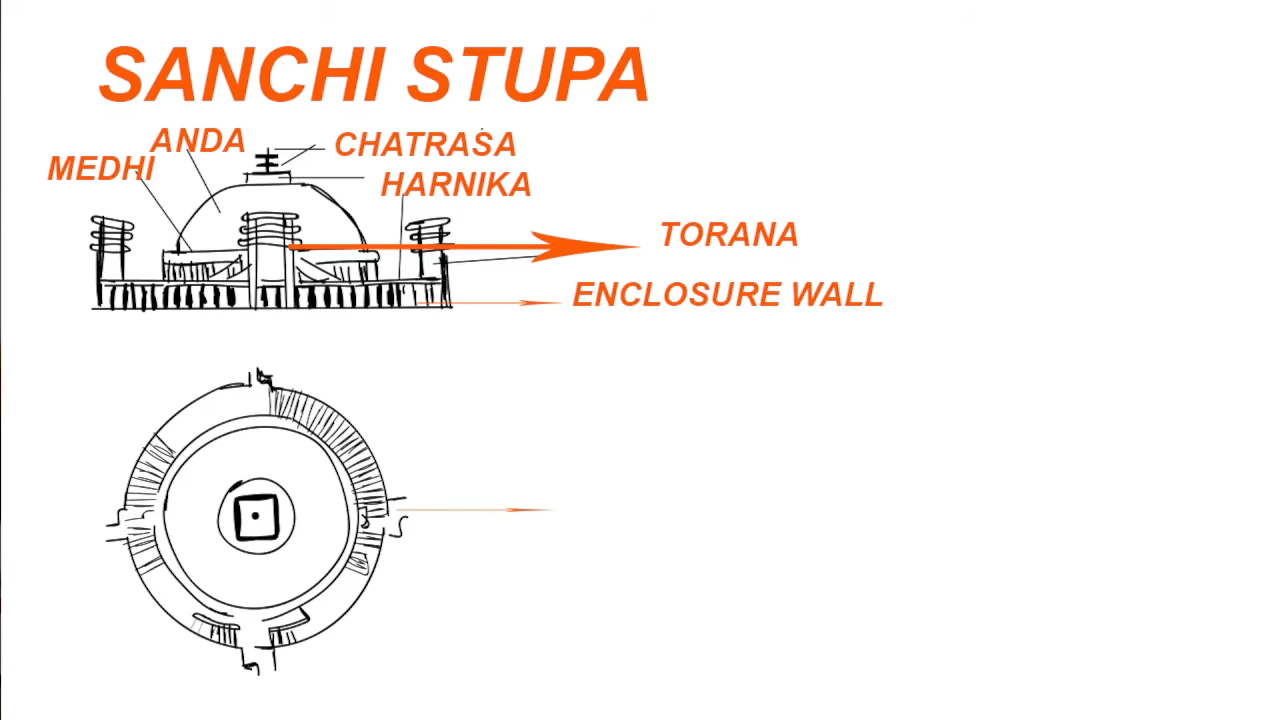 SANCHI STUPA
ANDA
CHATRASA
MEDHI
HARNIKA
TORANA
ENCLOSURE WALL